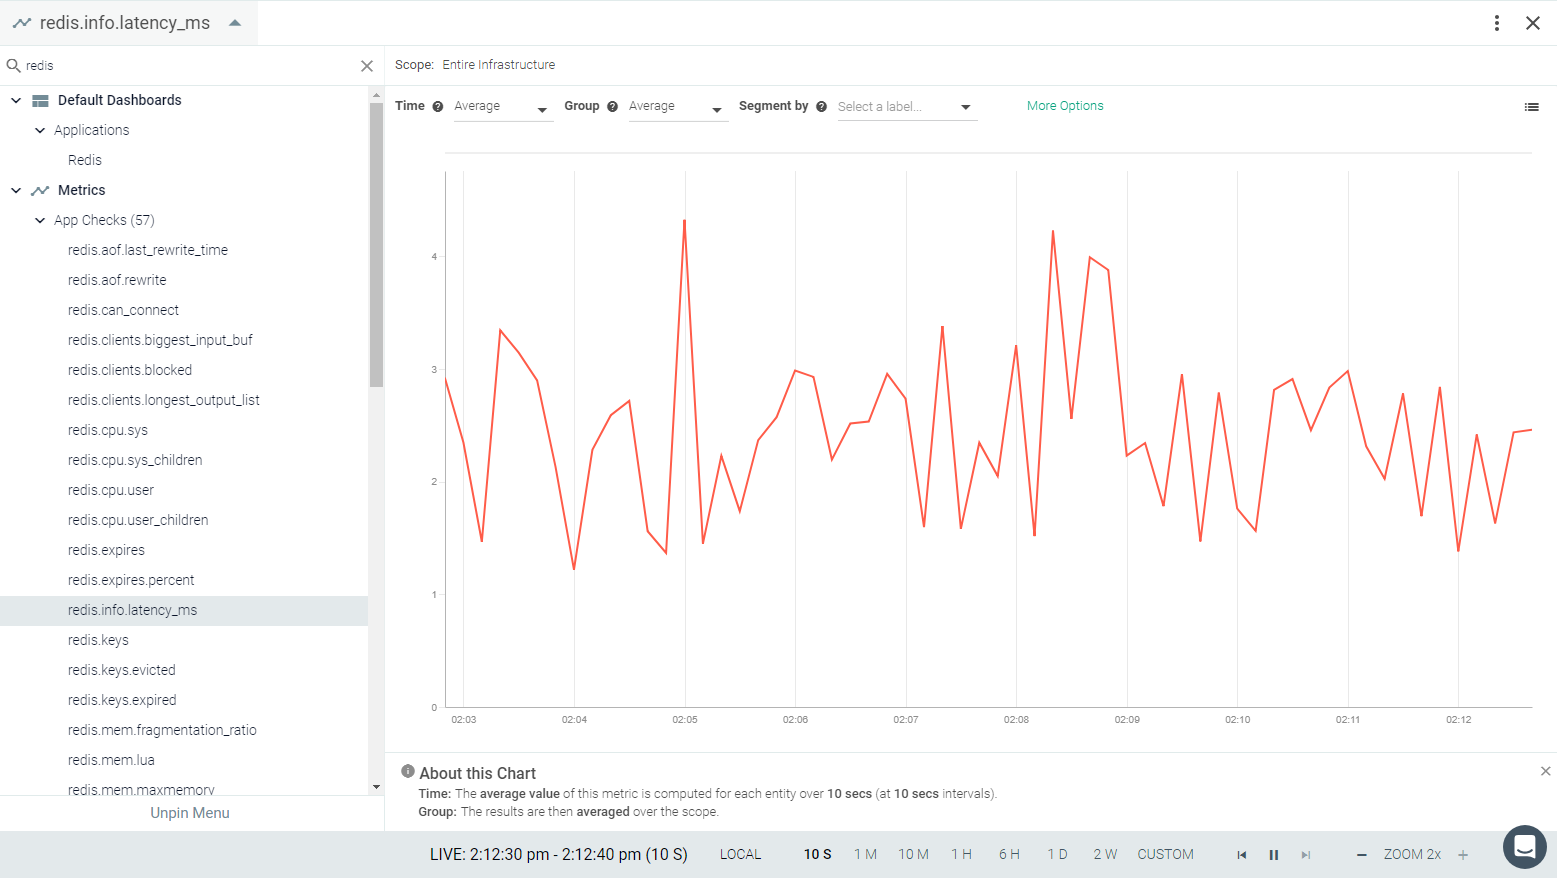 redis.info.latency_ms
redis
Default Dashboards
Applications
Redis
Metrics
App Checks (57)
redis.aof.last_rewrite_time
redis.aof.rewrite
redis.can_connect
redis.clients.biggest_input_buf
redis.clients.blocked
redis.clients.longest_output_list
redis.cpu.sys
redis.cpu.sys_children
redis.cpu.user
redis.cpu.user_children
redis.expires
redis.expires.percent
redis.info.latency_ms
redis.keys
redis.keys.evicted
redis.keys.expired
redis.mem.fragmentation_ratio
redis.mem.lua
redis.mem.maxmemory
Unpin Menu
Scope: Entire Infrastructure
Time Average Group Average Segment by Select a label... More Options
4
3
2
1
0
02:03 02:04 02:05 02:06 02:07 02:08 02:09 02:10 02:11 02:12
About this Chart
Time: The average value of this metric is computed for each entity over 10 secs (at 10 secs intervals).
Group: The results are then averaged over the scope.
LIVE: 2:12:30 pm - 2:12:40 pm (10 S) LOCAL 10 S 1 M 10 M 1 H 6 H 1 D 2 W CUSTOM ZOOM 2x